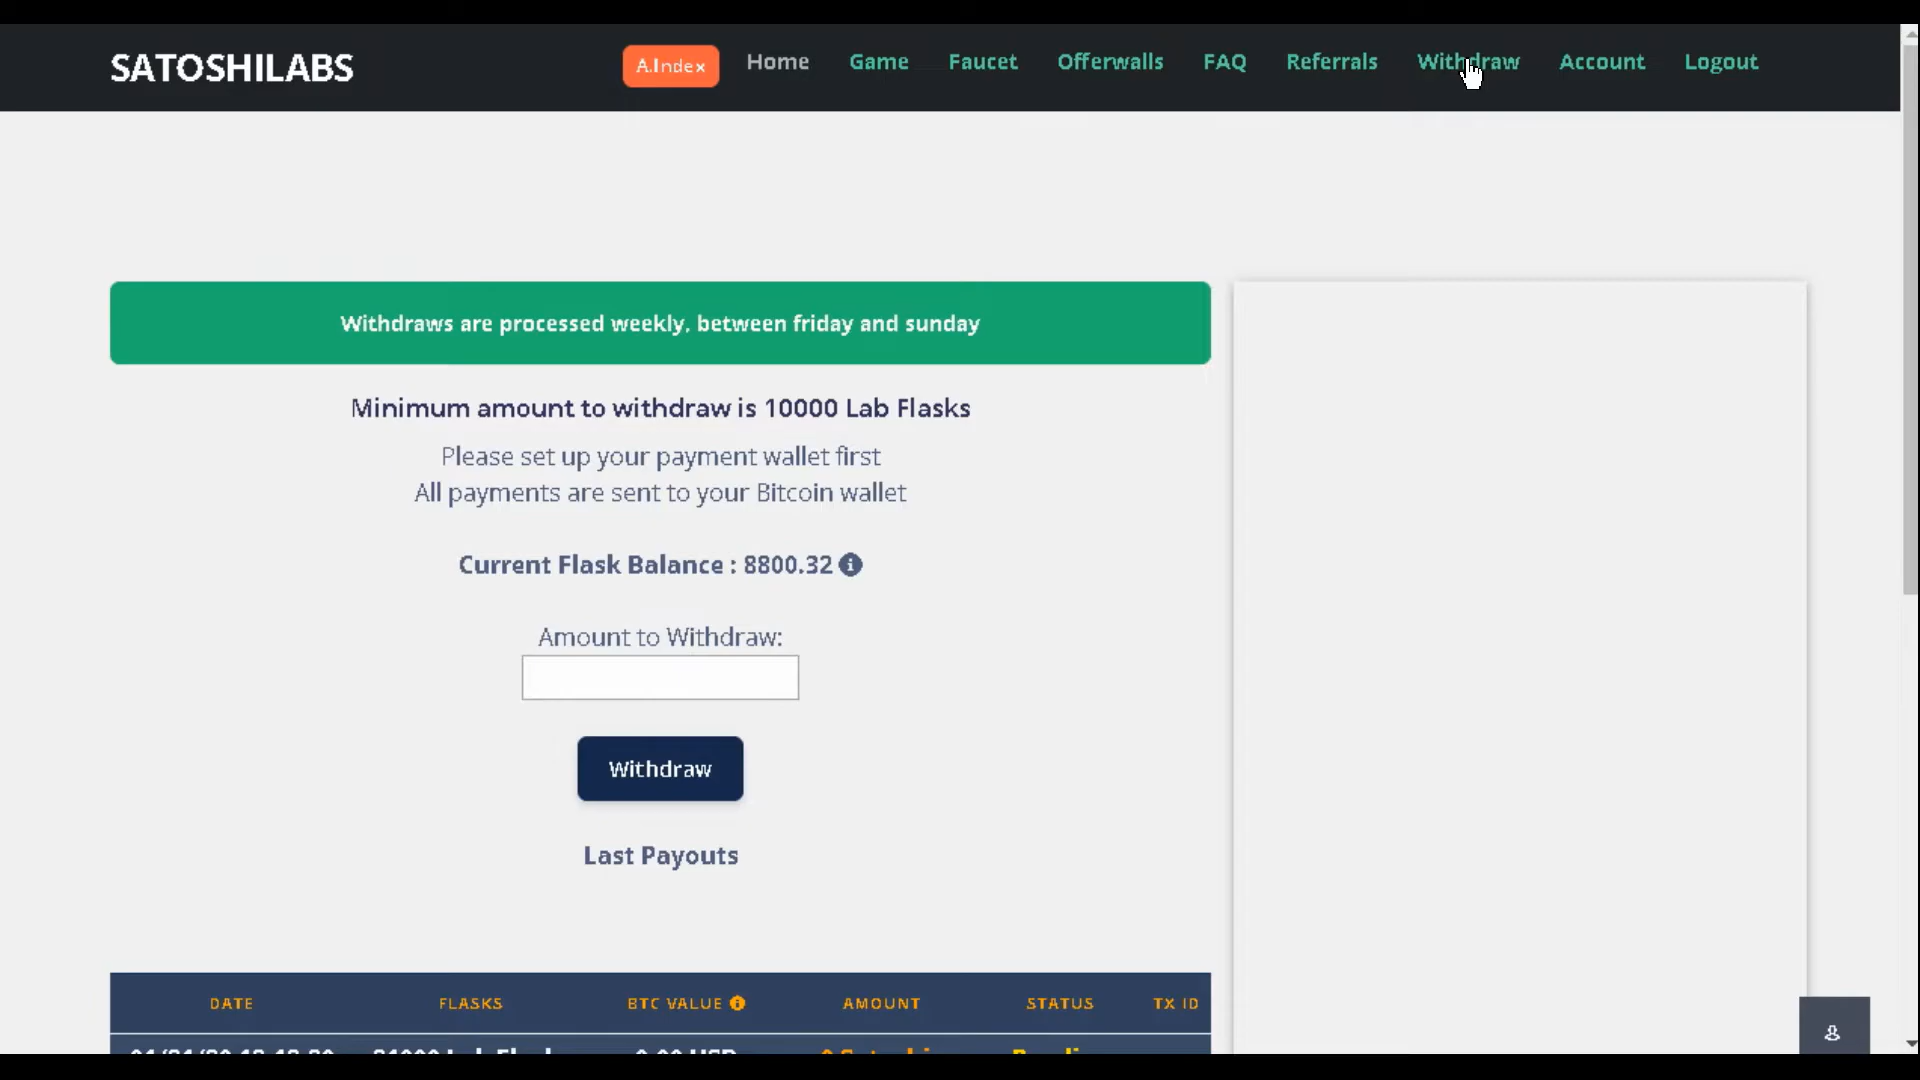 SATOSHILABS
A.Index
Home
Game
Faucet
Offerwalls
FAQ
Referrals
Withdraw
Account
Logout
Withdraws are processed weekly, between friday and sunday
Minimum amount to withdraw is 10000 Lab Flasks
Please set up your payment wallet first
All payments are sent to your Bitcoin wallet
Current Flask Balance : 8800.32
Amount to Withdraw:
Withdraw
Last Payouts
DATE FLASKS BTC VALUE AMOUNT STATUS TX ID